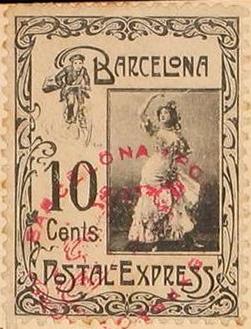 BARCELONA
10
Cents.
POSTAL-EXPRESS